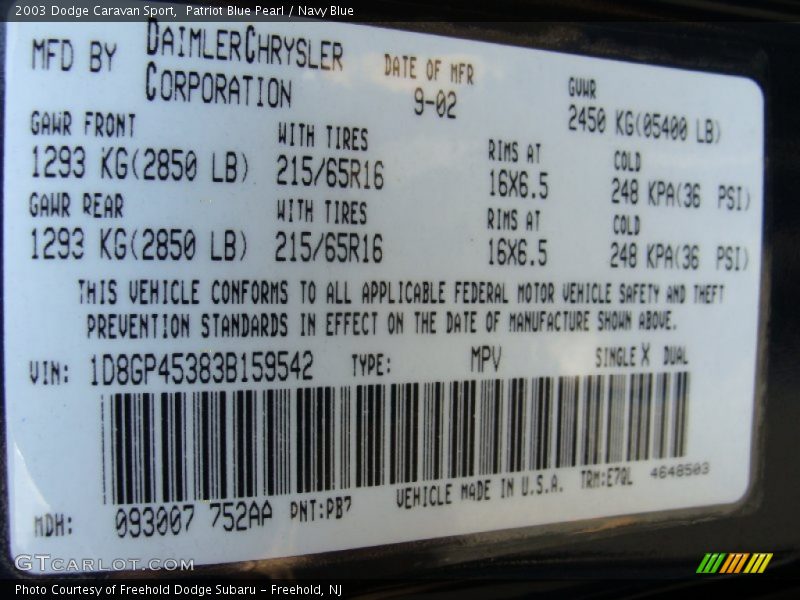 2003 Dodge Caravan Sport, Patriot Blue Pearl / Navy Blue
MFD BY DAIMLERCHRYSLER CORPORATION
DATE OF MFR 9-02
GVWR 2450 KG(05400 LB)
GAWR FRONT WITH TIRES RIMS AT COLD
1293 KG(2850 LB) 215/65R16 16X6.5 248 KPA(36 PSI)
GAWR REAR WITH TIRES RIMS AT COLD
1293 KG(2850 LB) 215/65R16 16X6.5 248 KPA(36 PSI)
THIS VEHICLE CONFORMS TO ALL APPLICABLE FEDERAL MOTOR VEHICLE SAFETY AND THEFT
PREVENTION STANDARDS IN EFFECT ON THE DATE OF MANUFACTURE SHOWN ABOVE.
VIN: 1D8GP45383B159542 TYPE: MPV SINGLE X DUAL
MDH: 093007 752AA PNT:PB7 VEHICLE MADE IN U.S.A. TRM:E7QL 4648503
GTCARLOT.COM
Photo Courtesy of Freehold Dodge Subaru - Freehold, NJ